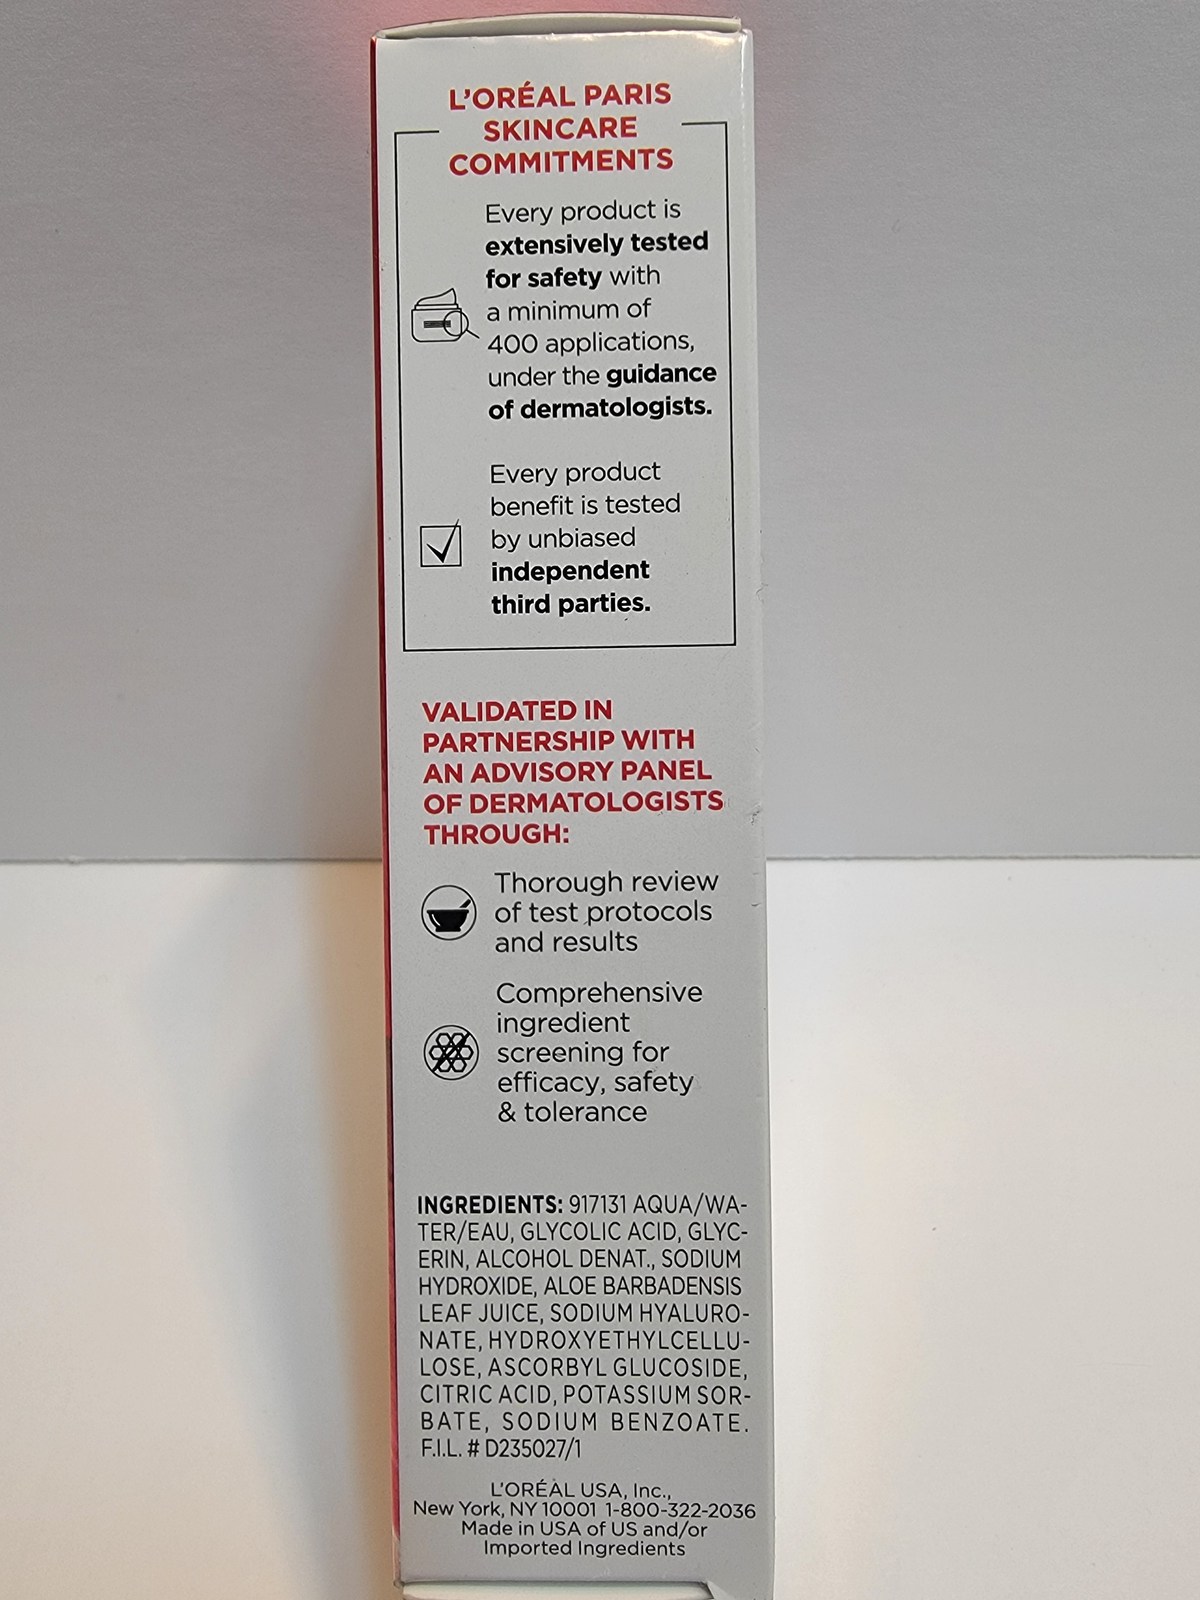 L'ORÉAL PARIS
SKINCARE
COMMITMENTS
Every product is
extensively tested
for safety with
a minimum of
400 applications,
under the guidance
of dermatologists.
Every product
benefit is tested
by unbiased
independent
third parties.
VALIDATED IN
PARTNERSHIP WITH
AN ADVISORY PANEL
OF DERMATOLOGISTS
THROUGH:
Thorough review
of test protocols
and results
Comprehensive
ingredient
screening for
efficacy, safety
& tolerance
INGREDIENTS: 917131 AQUA/WA-
TER/EAU, GLYCOLIC ACID, GLYC-
ERIN, ALCOHOL DENAT., SODIUM
HYDROXIDE, ALOE BARBADENSIS
LEAF JUICE, SODIUM HYALURO-
NATE, HYDROXYETHYLCELLU-
LOSE, ASCORBYL GLUCOSIDE,
CITRIC ACID, POTASSIUM SOR-
BATE, SODIUM BENZOATE.
F.I.L. # D235027/1
L'ORÉAL USA, Inc.,
New York, NY 10001 1-800-322-2036
Made in USA of US and/or
Imported Ingredients